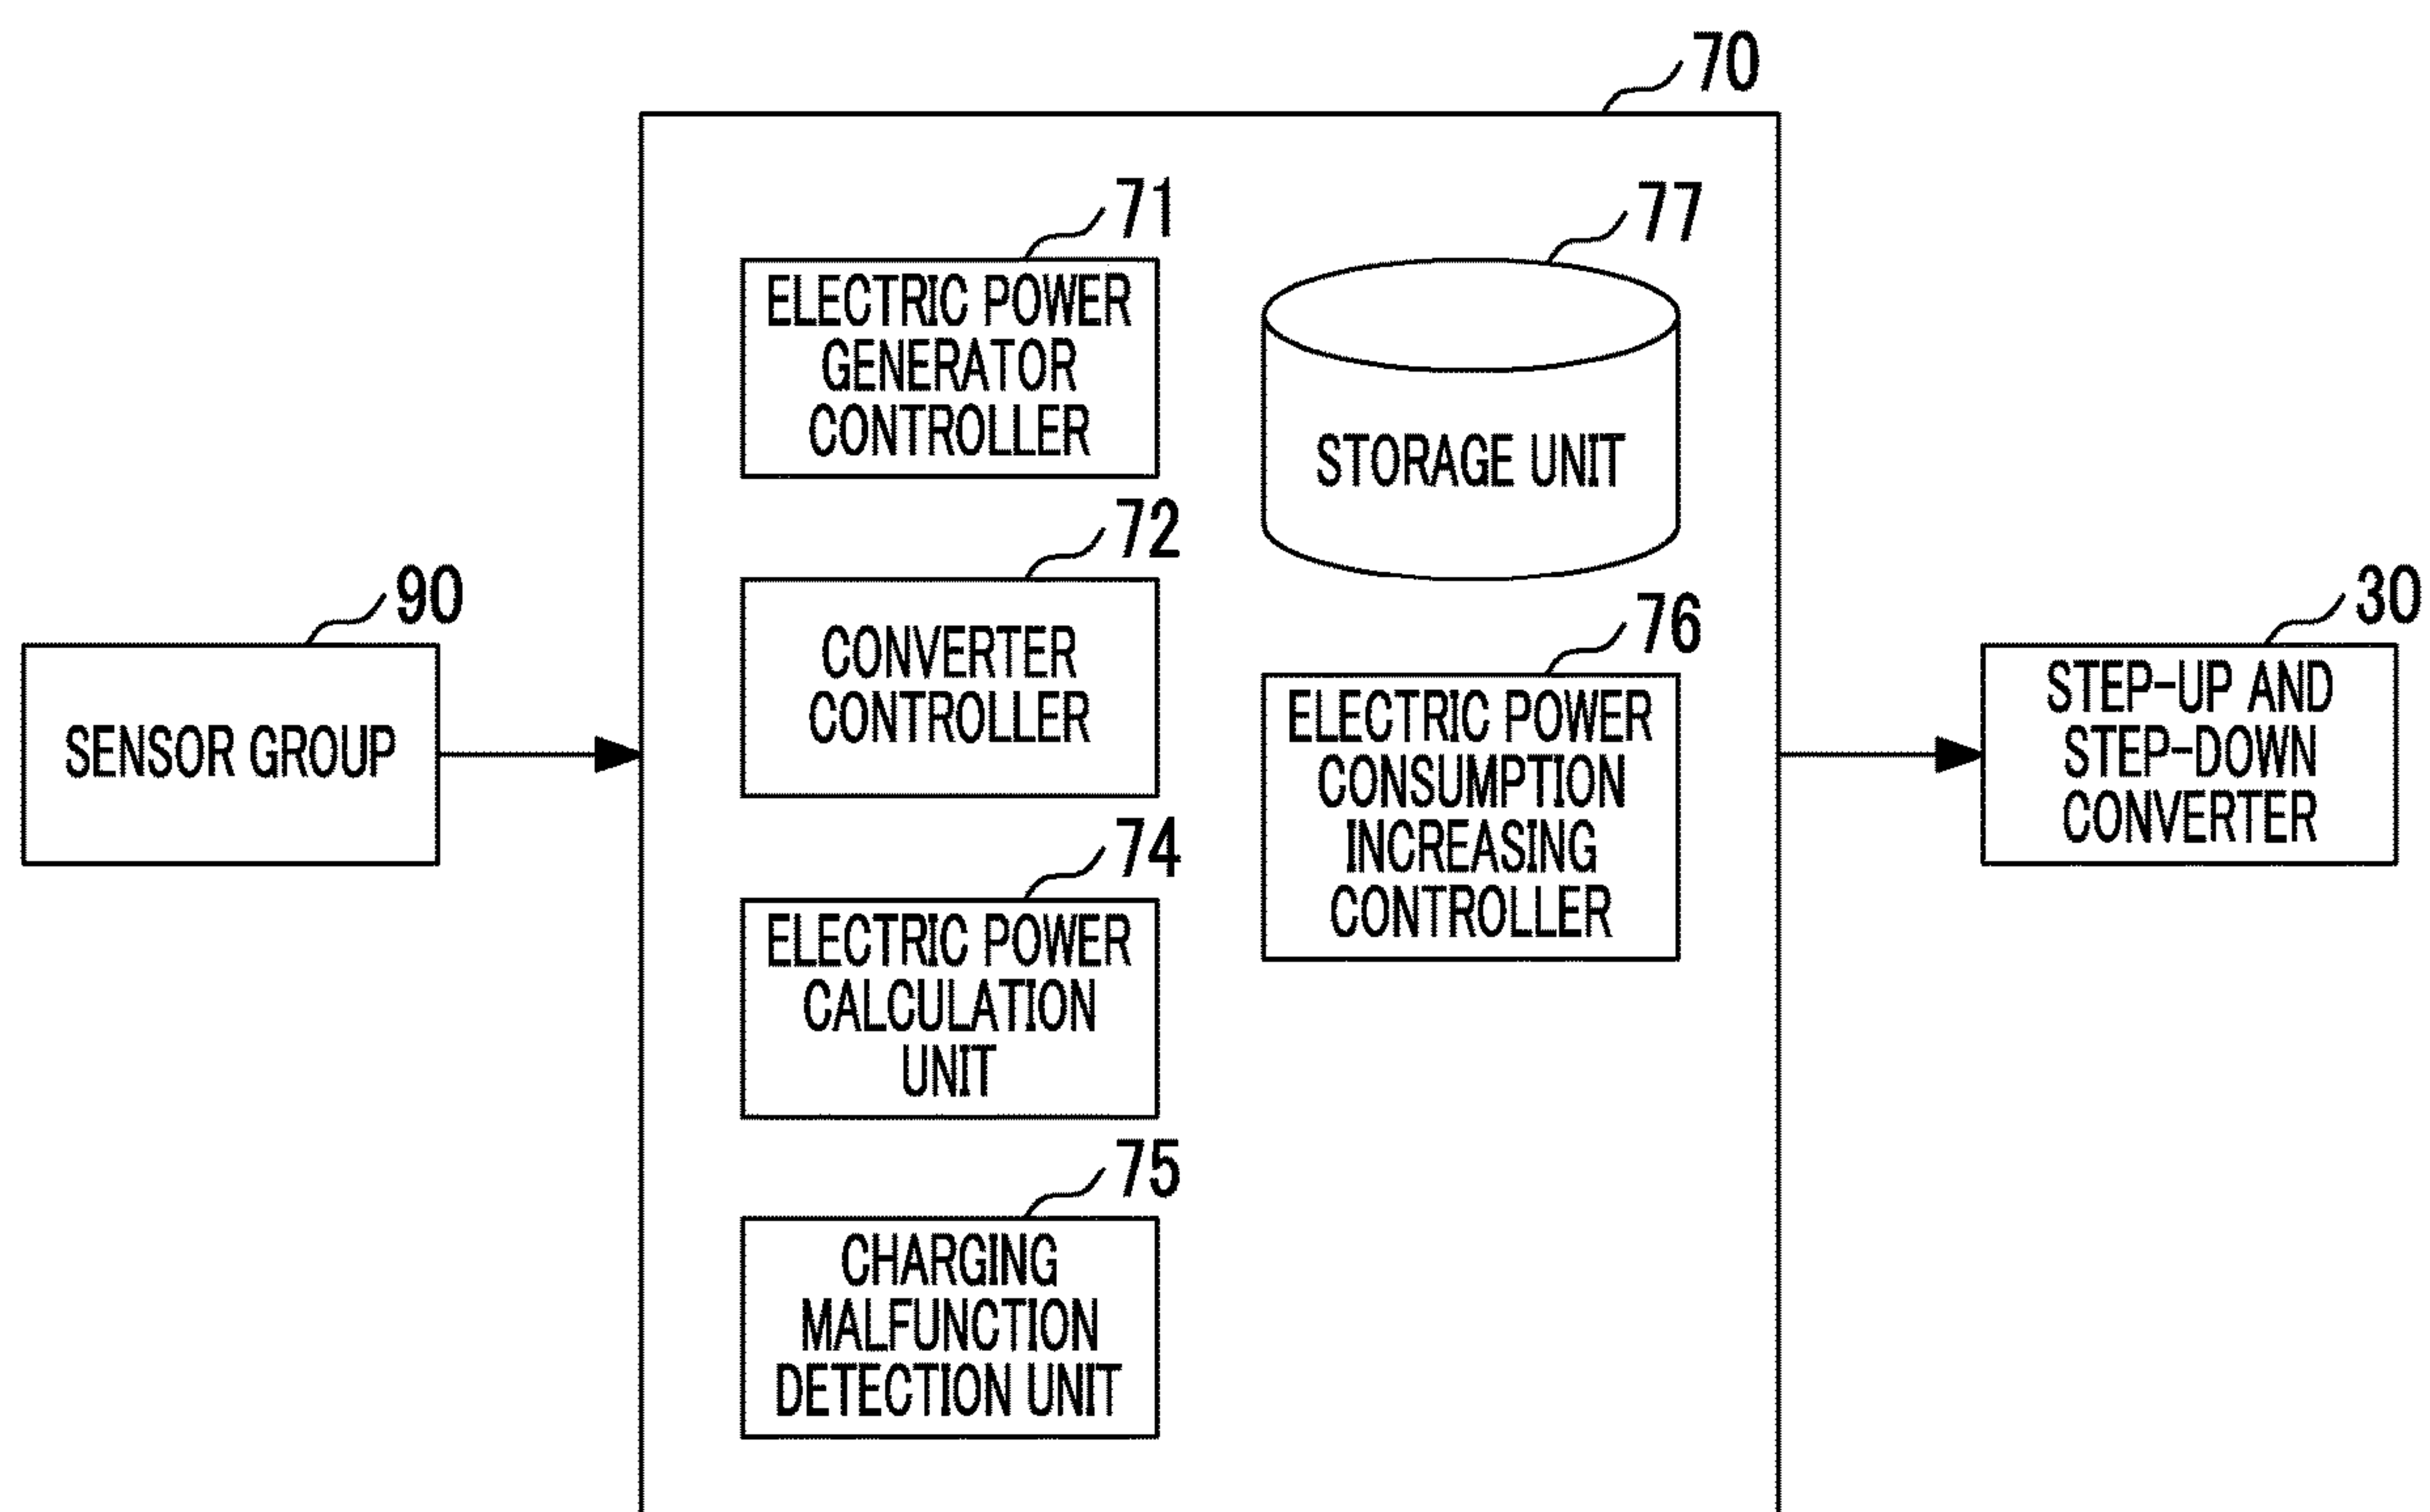 70
71
ELECTRIC POWER
GENERATOR
CONTROLLER
77
STORAGE UNIT
72
CONVERTER
CONTROLLER
90
SENSOR GROUP
76
ELECTRIC POWER
CONSUMPTION
INCREASING
CONTROLLER
30
STEP-UP AND
STEP-DOWN
CONVERTER
74
ELECTRIC POWER
CALCULATION
UNIT
75
CHARGING
MALFUNCTION
DETECTION UNIT